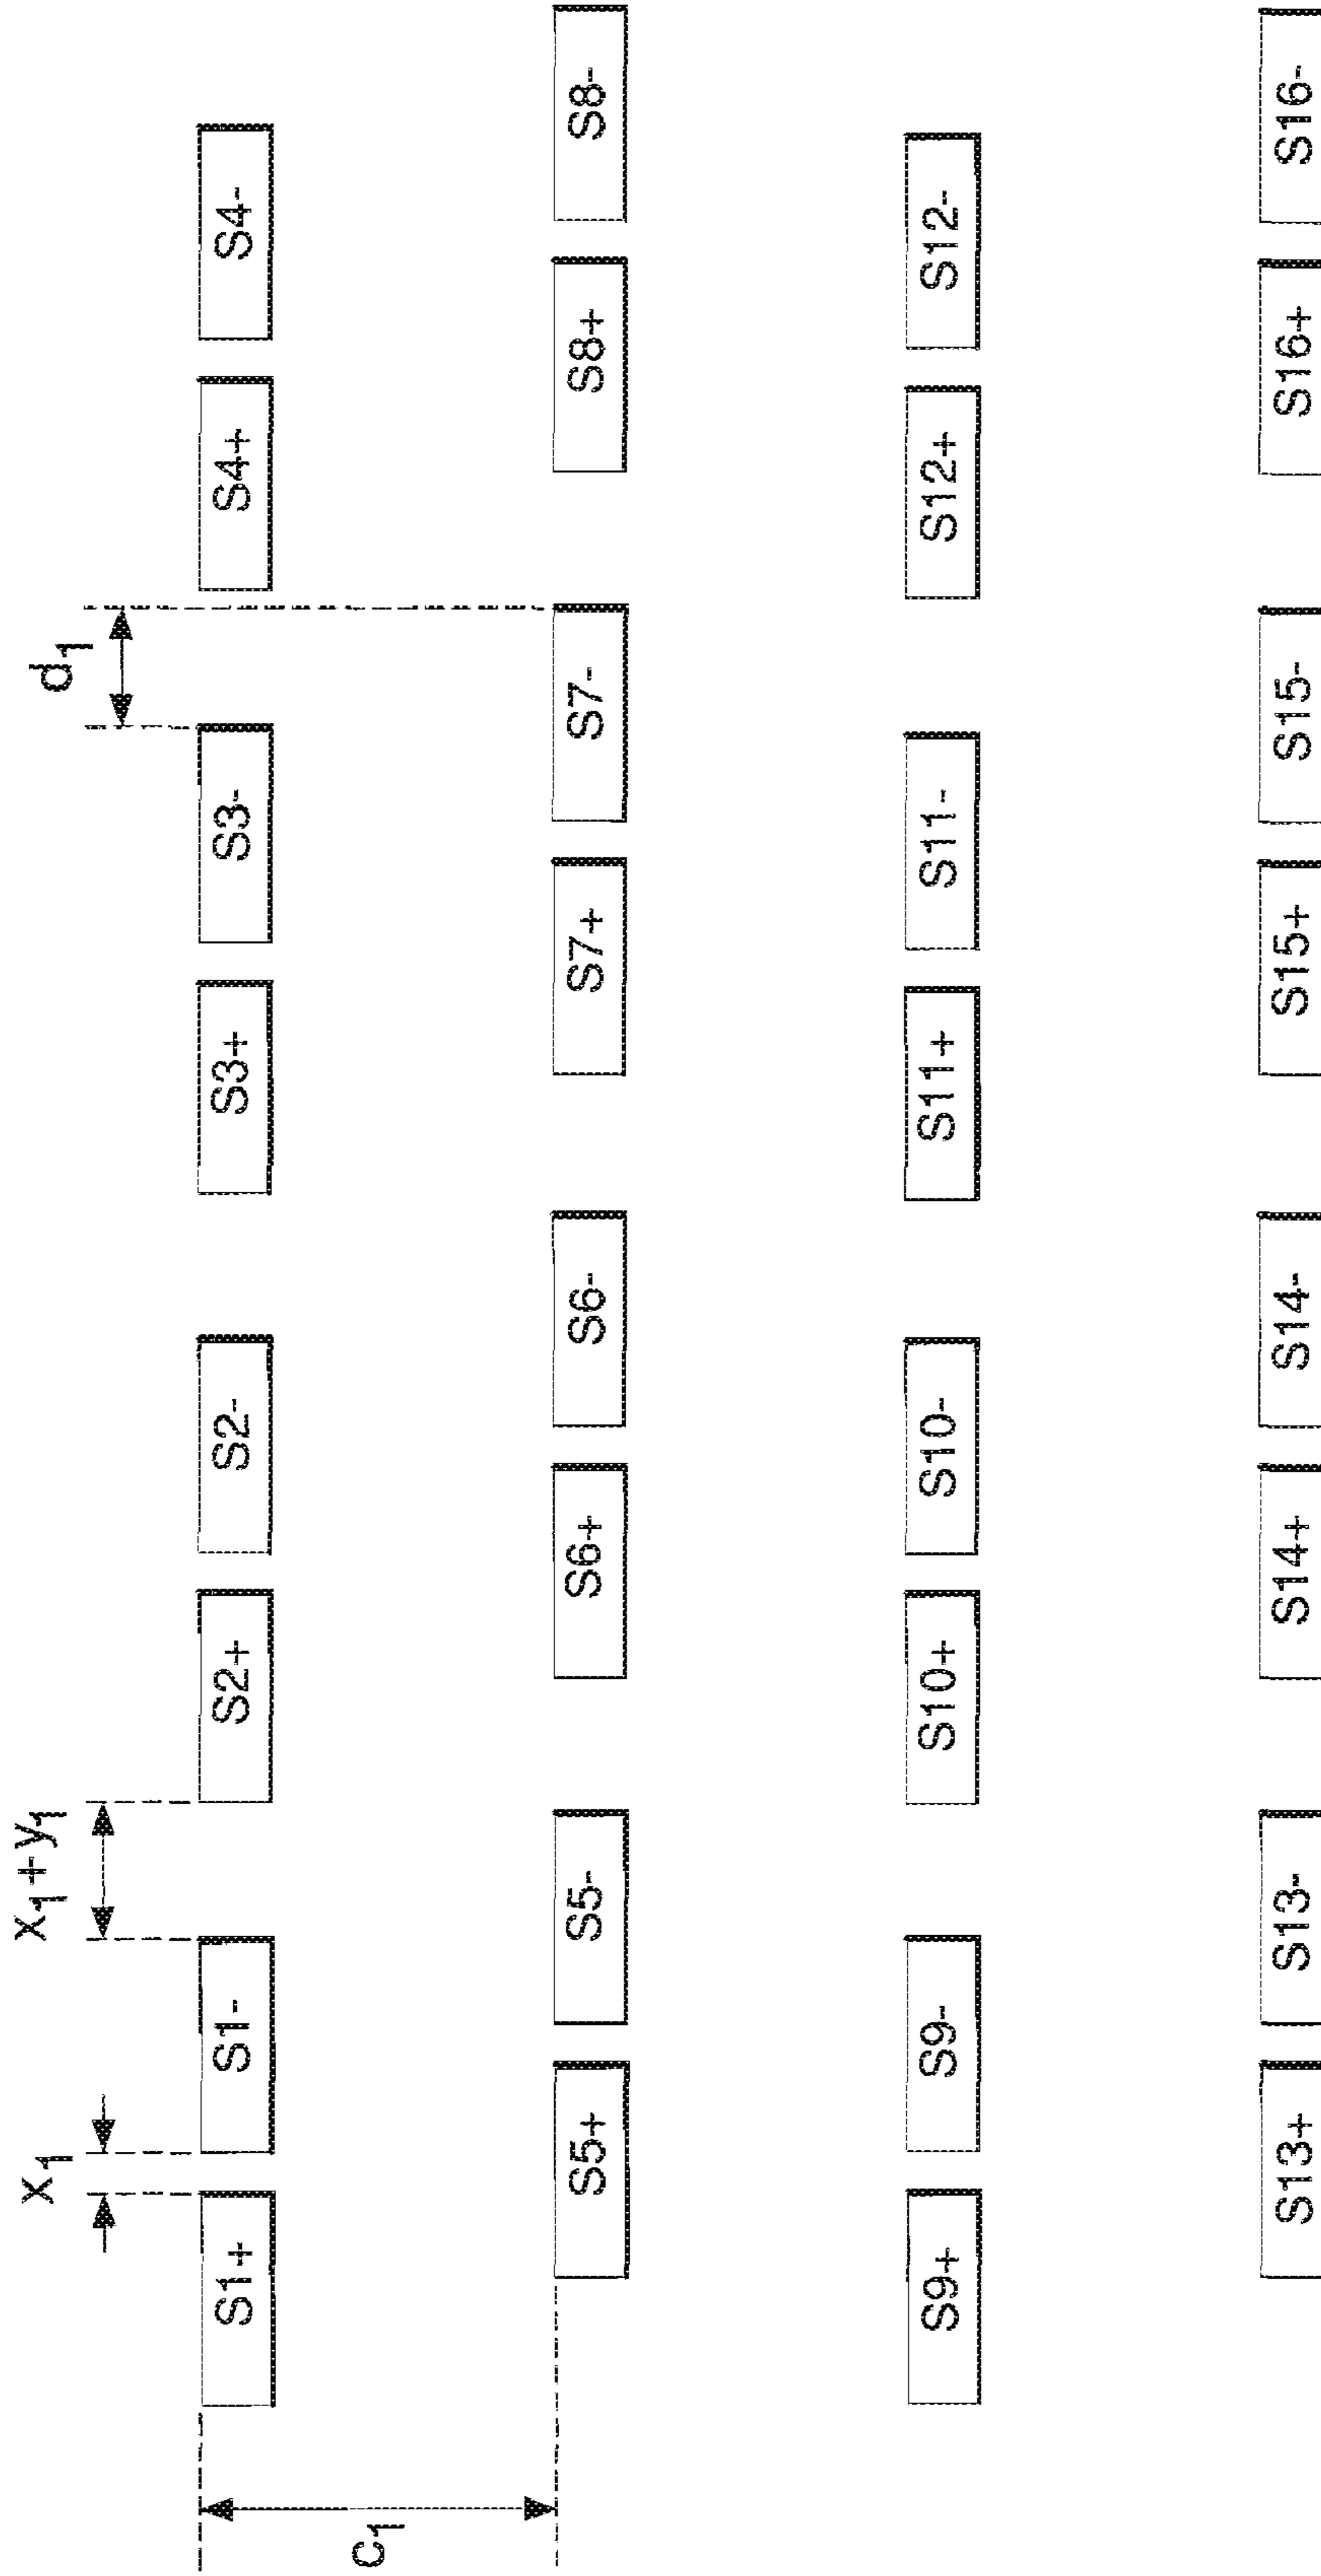 x₁ x₁+y₁ d₁
S1+ S1- S2+ S2- S3+ S3- S4+ S4-
c₁
S5+ S5- S6+ S6- S7+ S7- S8+ S8-
S9+ S9- S10+ S10- S11+ S11- S12+ S12-
S13+ S13- S14+ S14- S15+ S15- S16+ S16-